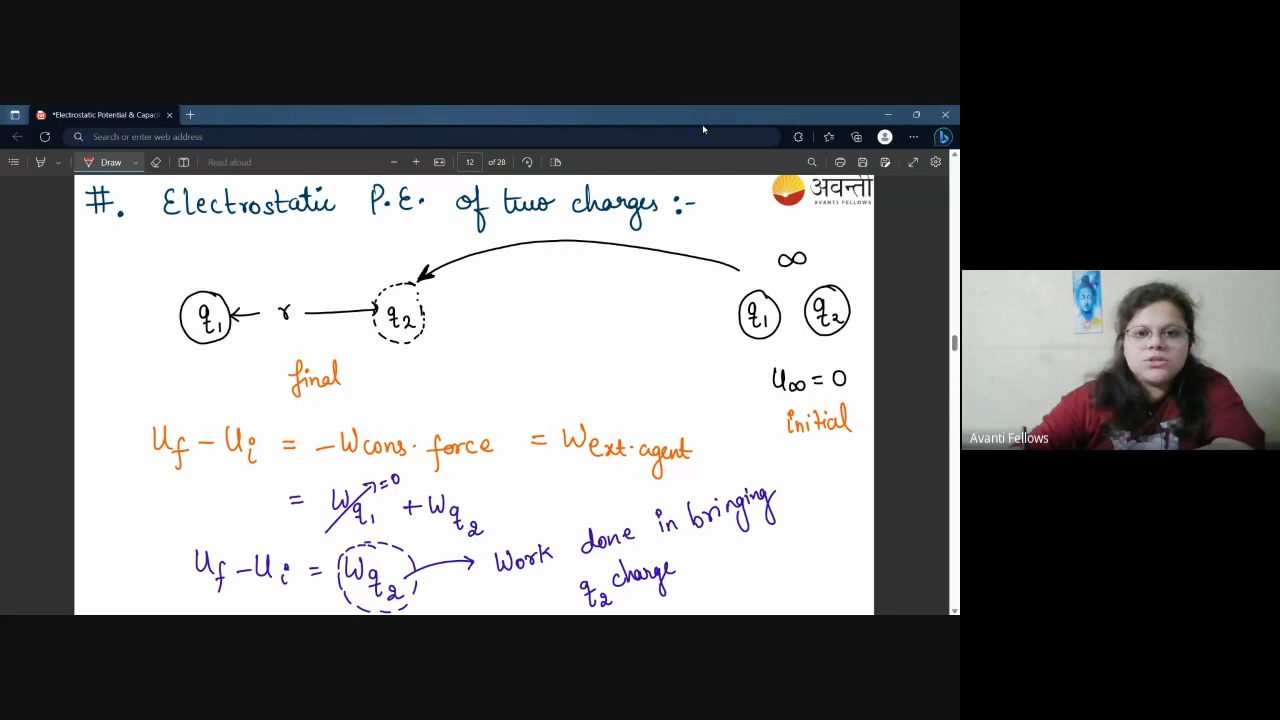 *Electrostatic Potential & Capaci
Search or enter web address
Draw
Read aloud
12 of 28
#. Electrostatic P.E. of two charges :-
अवन्ती
AVANTI FELLOWS
∞
q₁ ← r → q₂
q₁ q₂
final
U∞ = 0
initial
Uf - Ui = -Wcons. force = Wext. agent
= Wq₁ =0 + Wq₂
Uf - Ui = Wq₂ → Work done in bringing
q₂ charge
Avanti Fellows